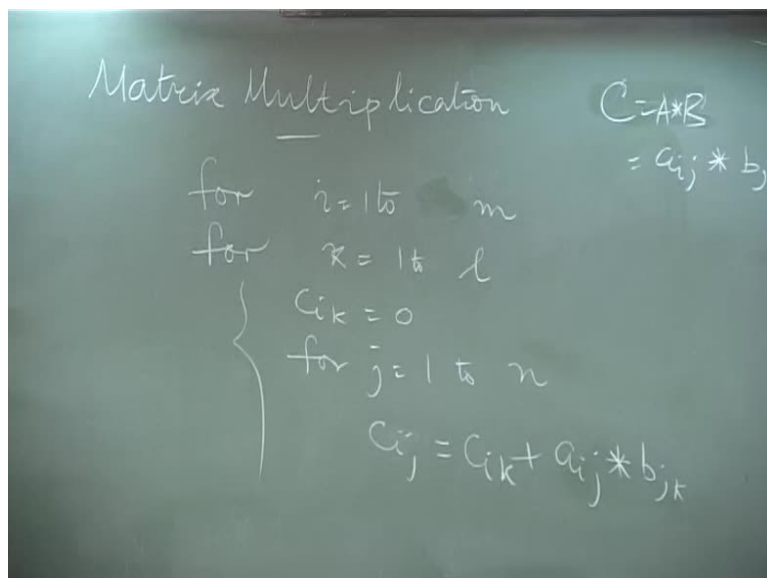 Matrix Multiplication
C = A*B
= aij * bj
for i = 1 to m
for k = 1 to l
Cik = 0
for j = 1 to n
Cij = Cik + aij * bjk